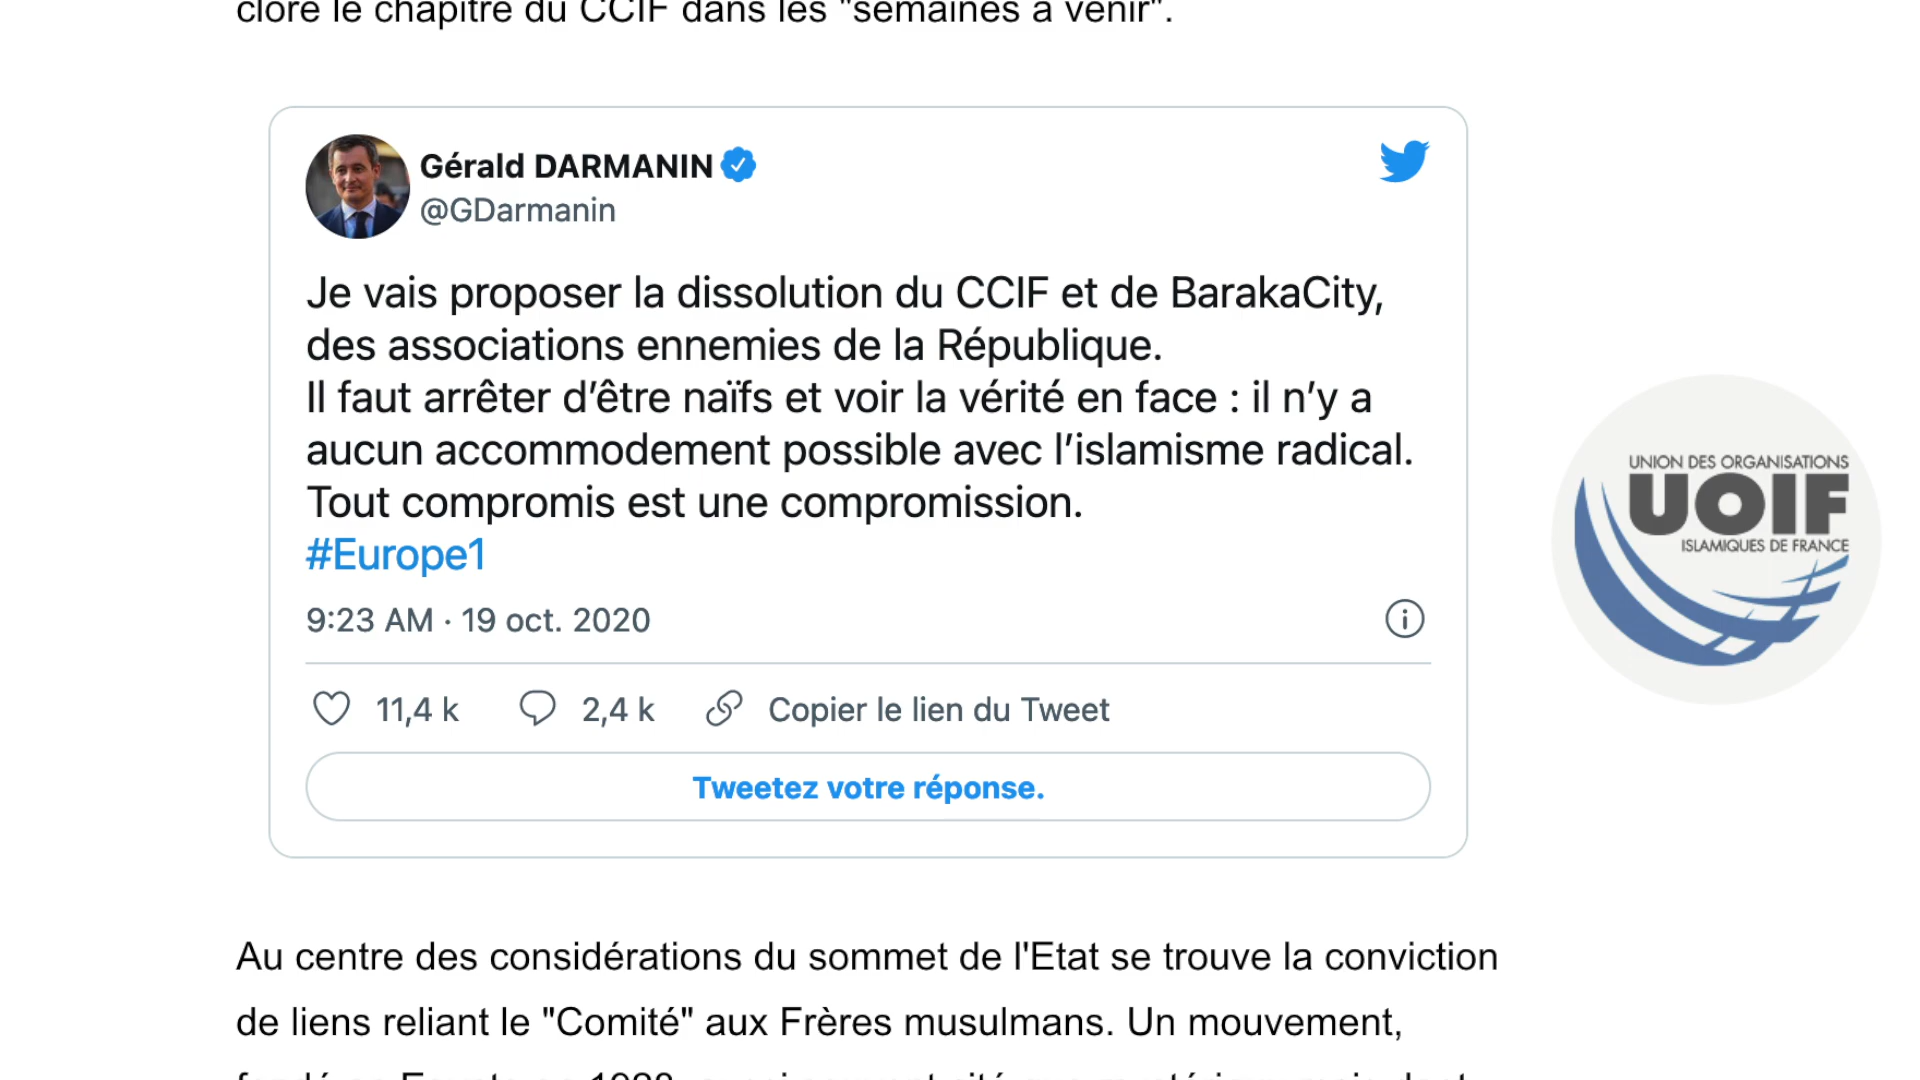 clore le chapitre du CCIF dans les "semaines à venir".
Gérald DARMANIN
@GDarmanin
Je vais proposer la dissolution du CCIF et de BarakaCity,
des associations ennemies de la République.
Il faut arrêter d’être naïfs et voir la vérité en face : il n’y a
aucun accommodement possible avec l’islamisme radical.
Tout compromis est une compromission.
#Europe1
9:23 AM · 19 oct. 2020
11,4 k 2,4 k Copier le lien du Tweet
Tweetez votre réponse.
UNION DES ORGANISATIONS
UOIF
ISLAMIQUES DE FRANCE
Au centre des considérations du sommet de l'Etat se trouve la conviction
de liens reliant le "Comité" aux Frères musulmans. Un mouvement,